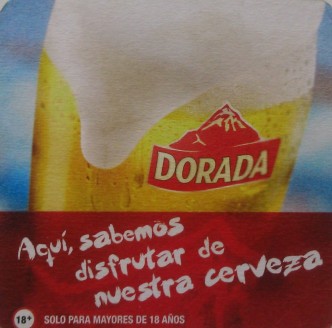 DORADA
Aquí, sabemos
disfrutar de
nuestra cerveza
18+ SOLO PARA MAYORES DE 18 AÑOS